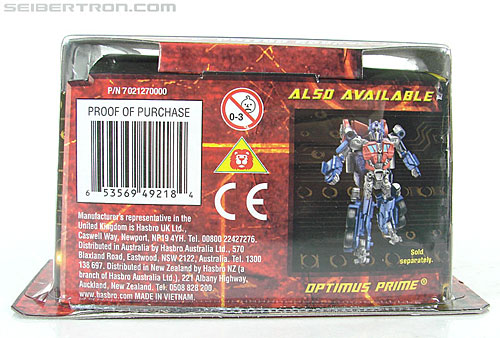 SEIBERTRON.COM
P/N 7021270000
PROOF OF PURCHASE
6 53569 49218 4
0-3
CE
Manufacturer's representative in the
United Kingdom is Hasbro UK Ltd.,
Caswell Way, Newport, NP19 4YH. Tel. 00800 22427276.
Distributed in Australia by Hasbro Australia Ltd., 570
Blaxland Road, Eastwood, NSW 2122, Australia. Tel. 1300
138 697. Distributed in New Zealand by Hasbro NZ (a
branch of Hasbro Australia Ltd.), 221 Albany Highway,
Auckland, New Zealand. Tel: 0508 828 200
www.hasbro.com MADE IN VIETNAM.
ALSO AVAILABLE
Sold
separately.
OPTIMUS PRIME®